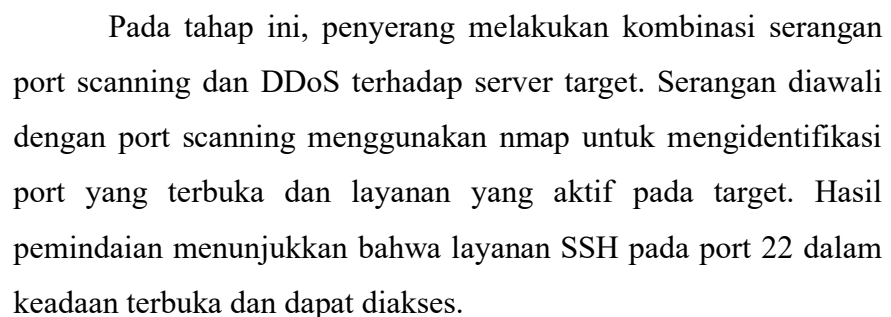 Pada tahap ini, penyerang melakukan kombinasi serangan
port scanning dan DDoS terhadap server target. Serangan diawali
dengan port scanning menggunakan nmap untuk mengidentifikasi
port yang terbuka dan layanan yang aktif pada target. Hasil
pemindaian menunjukkan bahwa layanan SSH pada port 22 dalam
keadaan terbuka dan dapat diakses.